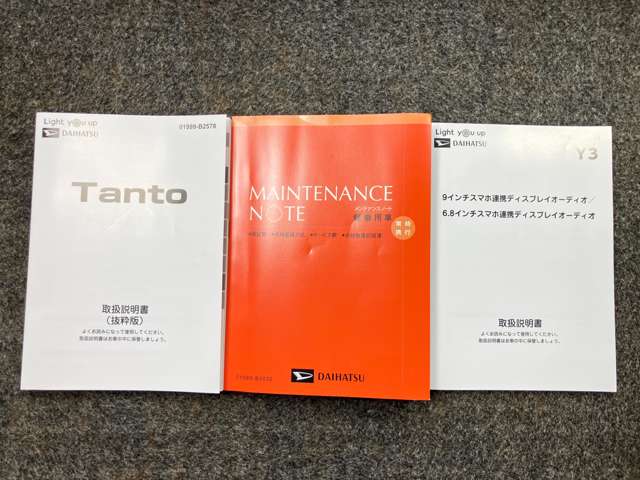 Light you up
DAIHATSU
01989-B2578
Tanto
取扱説明書
(抜粋版)
よくお読みになって使用してください。
取扱説明書はお車の中に保管しましょう。
MAINTENANCE
NOTE
メンテナンスノート
軽乗用車
常時
携行
DAIHATSU
Light you up
DAIHATSU
Y3
9インチスマホ連携ディスプレイオーディオ/
6.8インチスマホ連携ディスプレイオーディオ
取扱説明書
よくお読みになって使用してください。
取扱説明書はお車の中に保管しましょう。